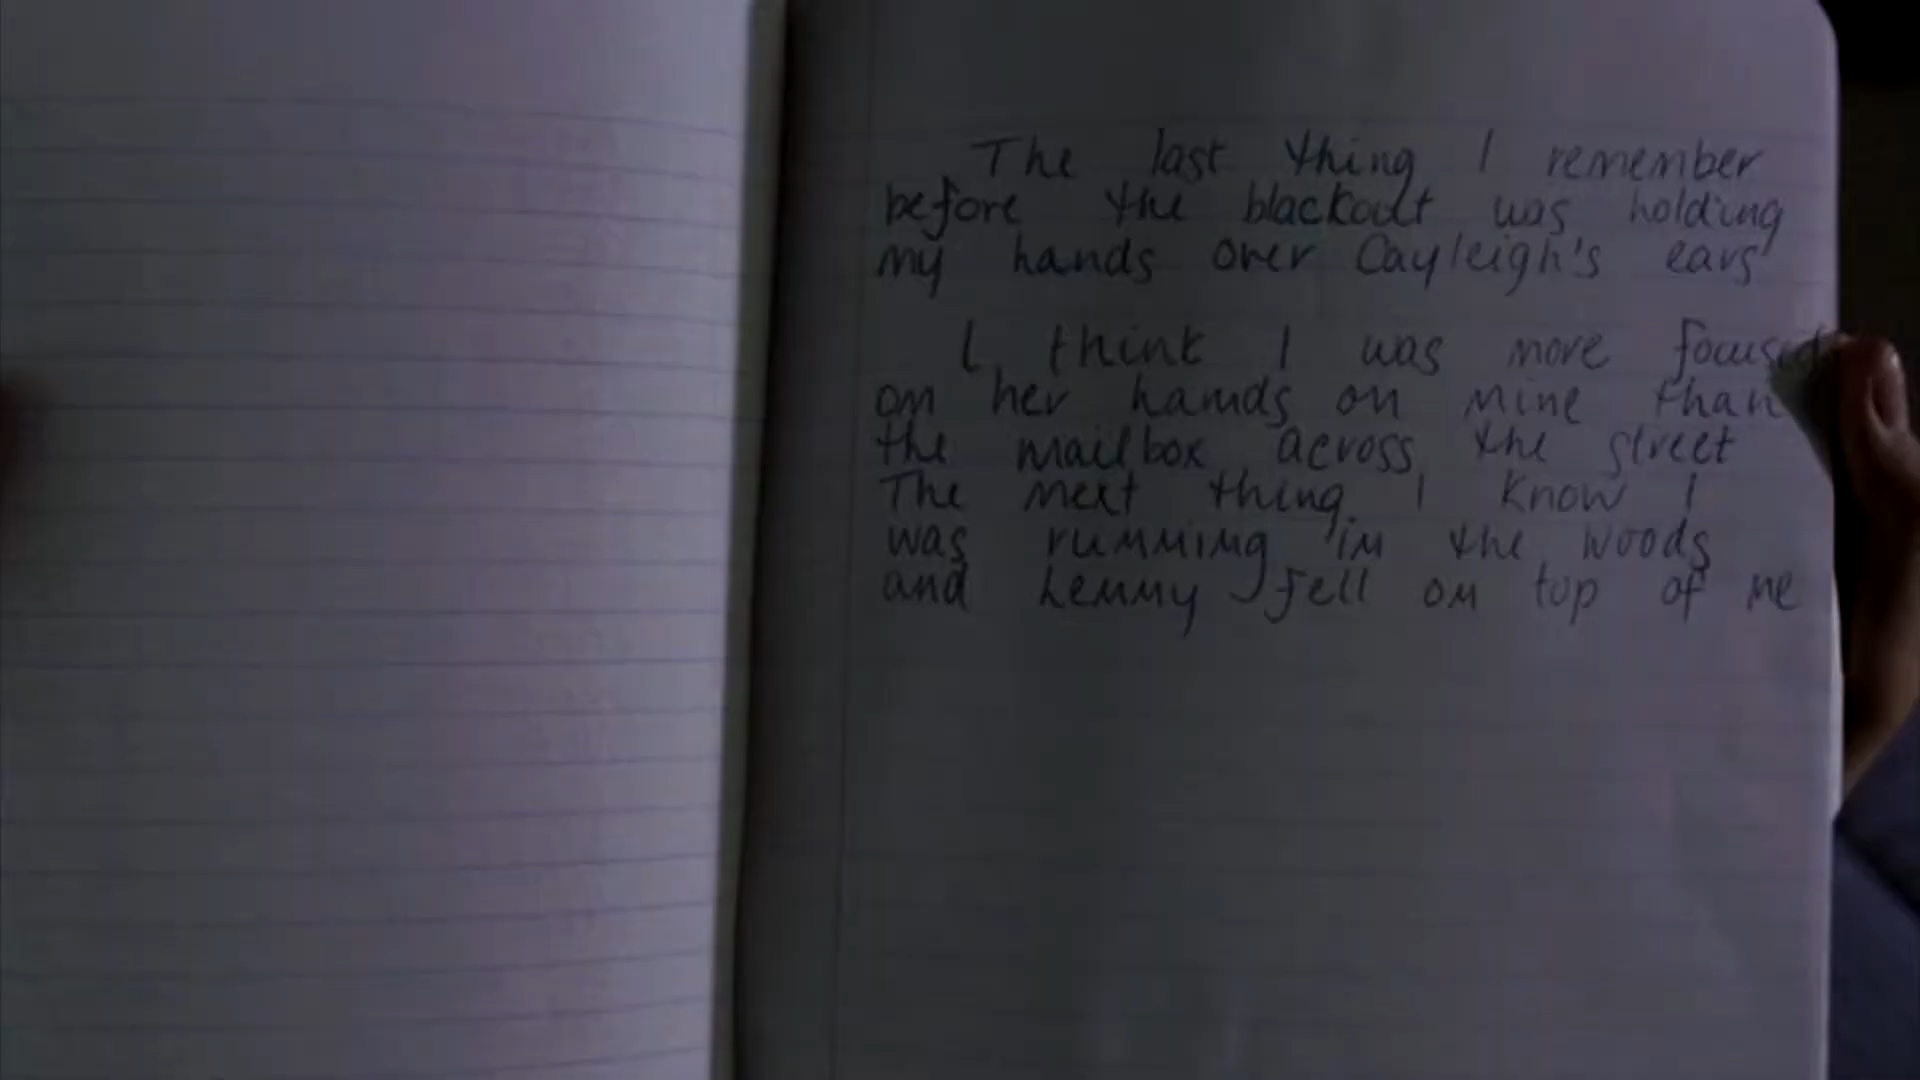 The last thing I remember
before the blackout was holding
my hands over Cayleigh's ears
I think I was more focused
on her hands on mine than
the mailbox across the street
The next thing I know I
was running in the woods
and Lenny fell on top of me